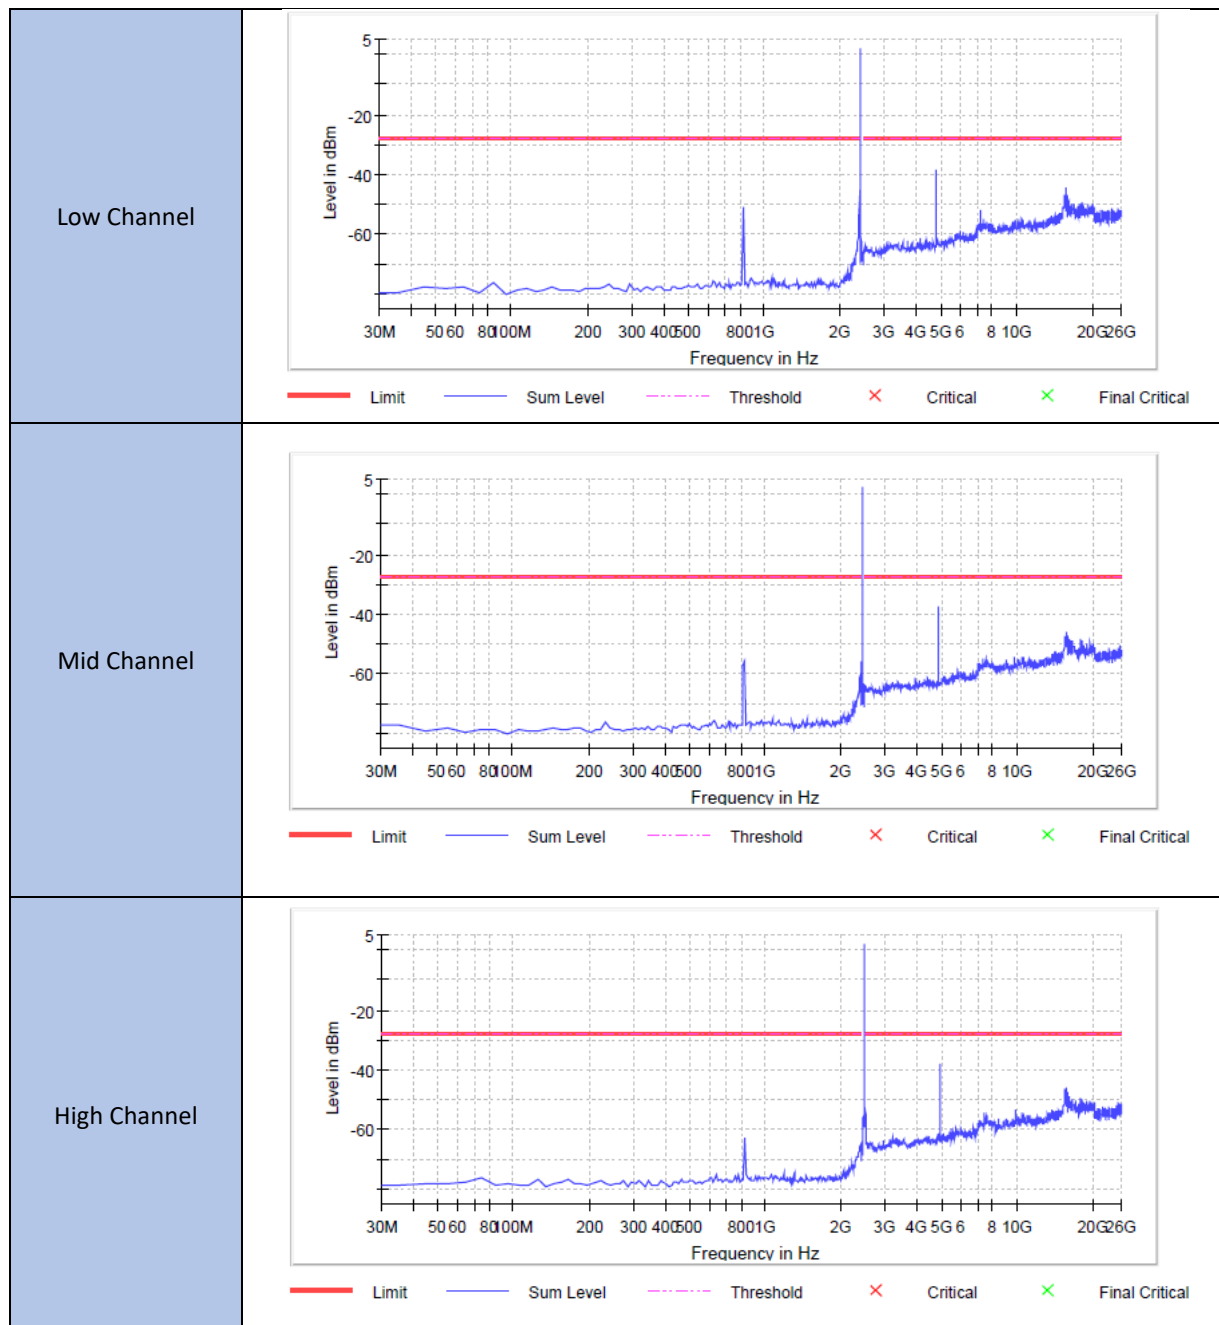 Low Channel
Level in dBm
5
-20
-40
-60
30M 50 60 80 100M 200 300 400 500 800 1G 2G 3G 4G 5G 6 8 10G 20G 26G
Frequency in Hz
Limit Sum Level Threshold Critical Final Critical
Mid Channel
Level in dBm
5
-20
-40
-60
30M 50 60 80 100M 200 300 400 500 800 1G 2G 3G 4G 5G 6 8 10G 20G 26G
Frequency in Hz
Limit Sum Level Threshold Critical Final Critical
High Channel
Level in dBm
5
-20
-40
-60
30M 50 60 80 100M 200 300 400 500 800 1G 2G 3G 4G 5G 6 8 10G 20G 26G
Frequency in Hz
Limit Sum Level Threshold Critical Final Critical